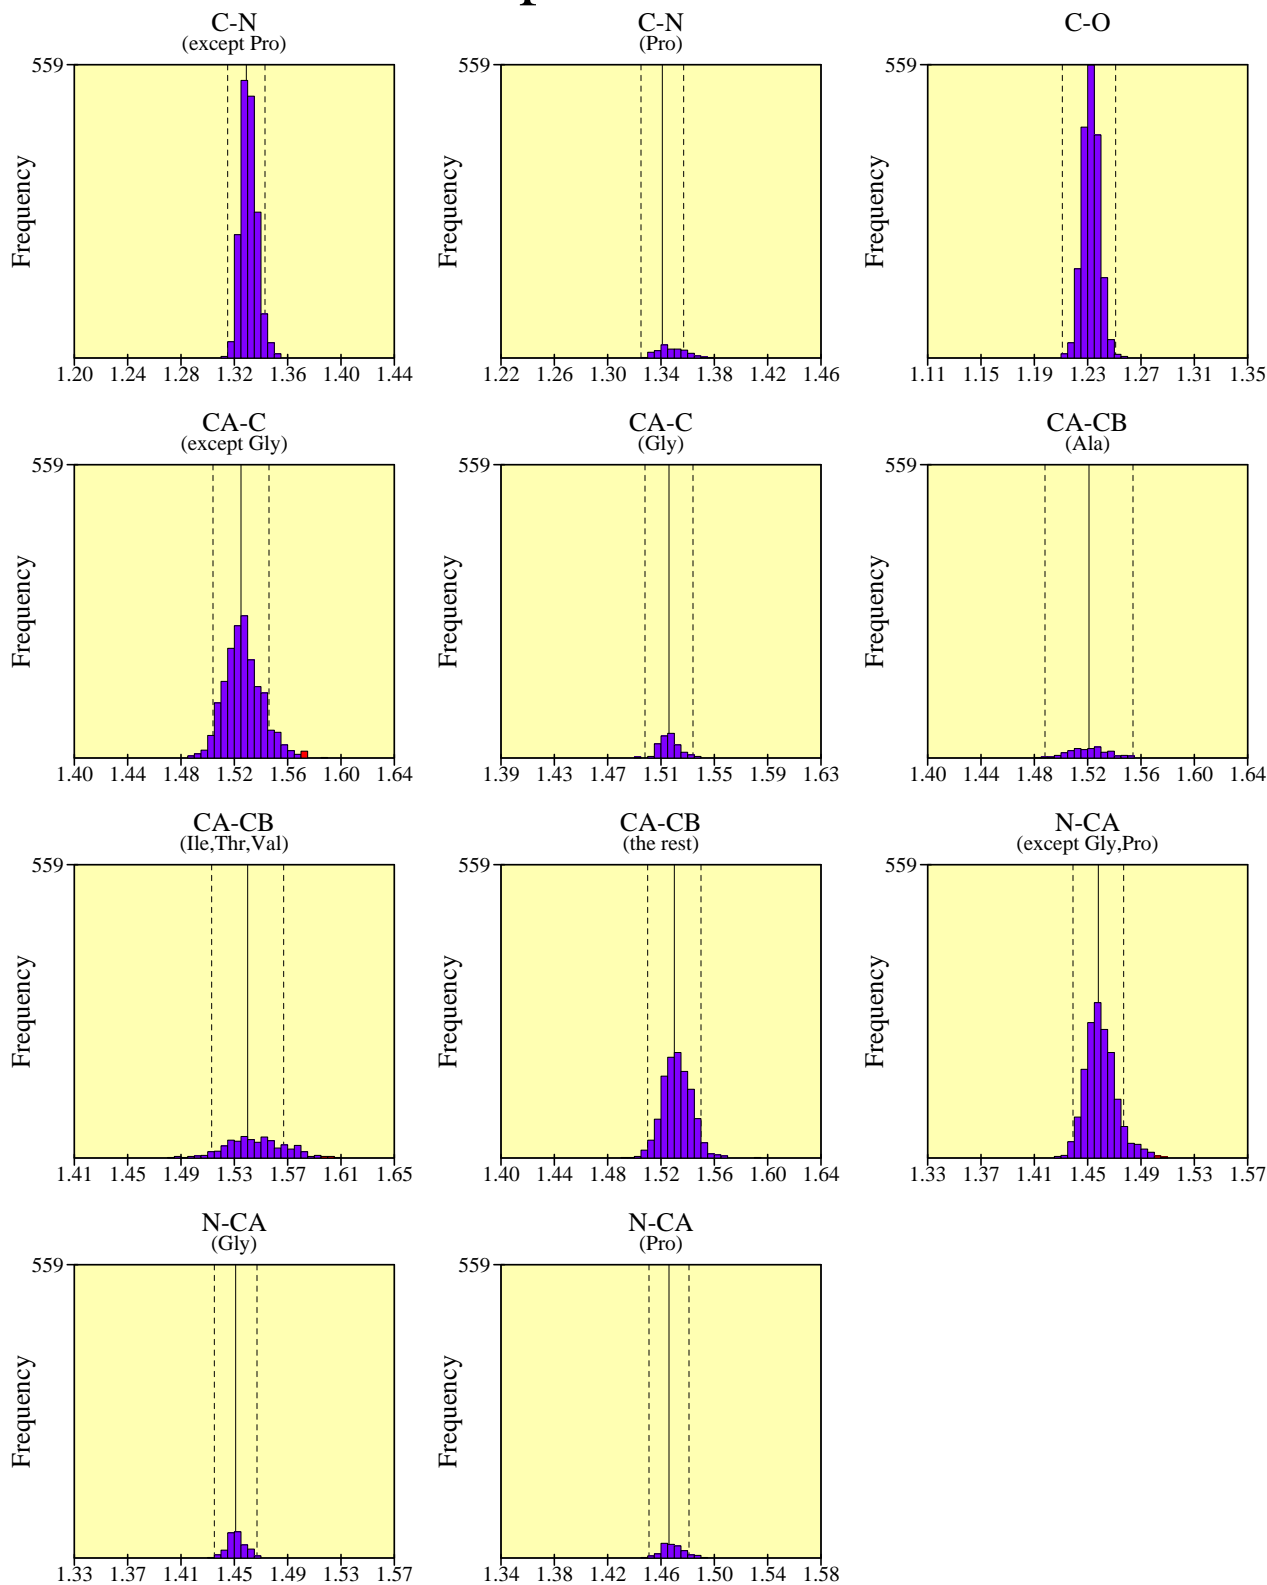 C-N
(except Pro)
559
Frequency
1.20 1.24 1.28 1.32 1.36 1.40 1.44
C-N
(Pro)
559
Frequency
1.22 1.26 1.30 1.34 1.38 1.42 1.46
C-O
559
Frequency
1.11 1.15 1.19 1.23 1.27 1.31 1.35
CA-C
(except Gly)
559
Frequency
1.40 1.44 1.48 1.52 1.56 1.60 1.64
CA-C
(Gly)
559
Frequency
1.39 1.43 1.47 1.51 1.55 1.59 1.63
CA-CB
(Ala)
559
Frequency
1.40 1.44 1.48 1.52 1.56 1.60 1.64
CA-CB
(Ile,Thr,Val)
559
Frequency
1.41 1.45 1.49 1.53 1.57 1.61 1.65
CA-CB
(the rest)
559
Frequency
1.40 1.44 1.48 1.52 1.56 1.60 1.64
N-CA
(except Gly,Pro)
559
Frequency
1.33 1.37 1.41 1.45 1.49 1.53 1.57
N-CA
(Gly)
559
Frequency
1.33 1.37 1.41 1.45 1.49 1.53 1.57
N-CA
(Pro)
559
Frequency
1.34 1.38 1.42 1.46 1.50 1.54 1.58